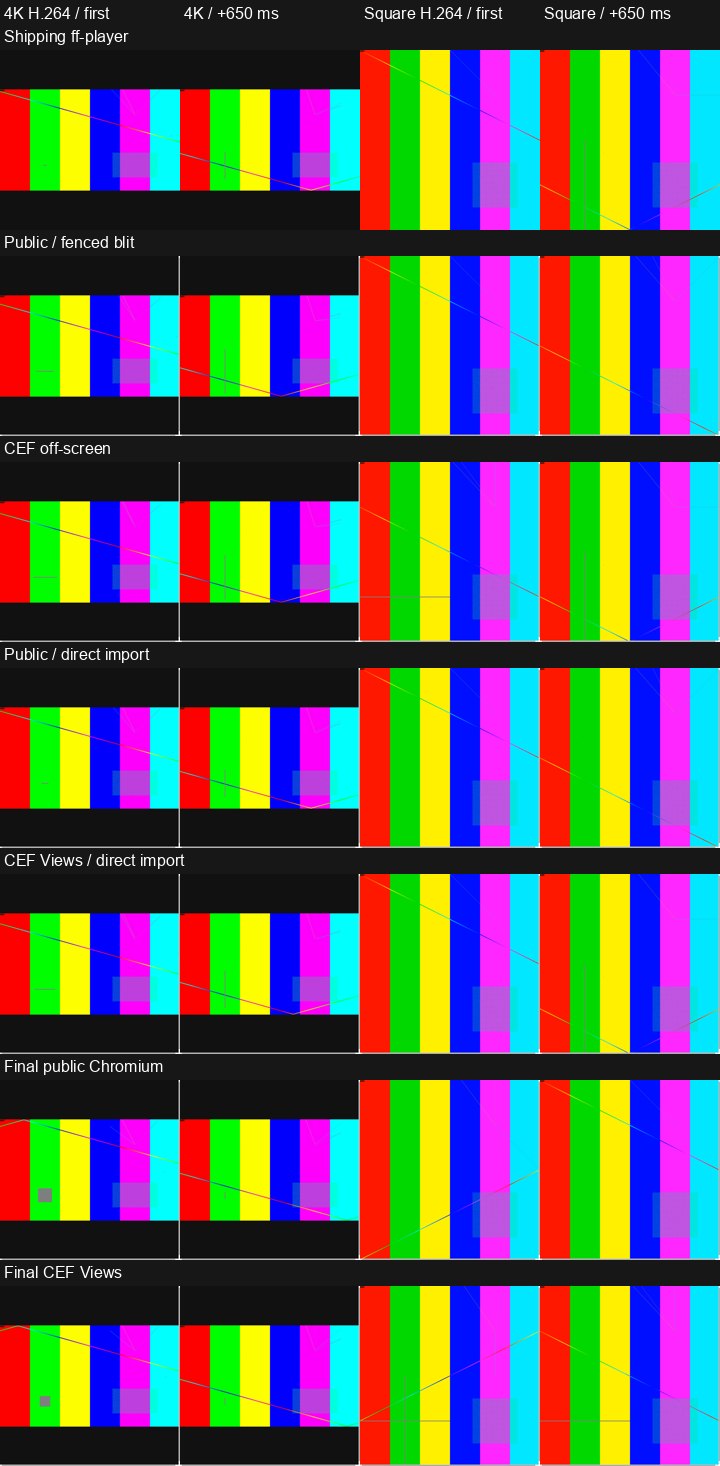 4K H.264 / first 4K / +650 ms Square H.264 / first Square / +650 ms
Shipping ff-player
Public / fenced blit
CEF off-screen
Public / direct import
CEF Views / direct import
Final public Chromium
Final CEF Views